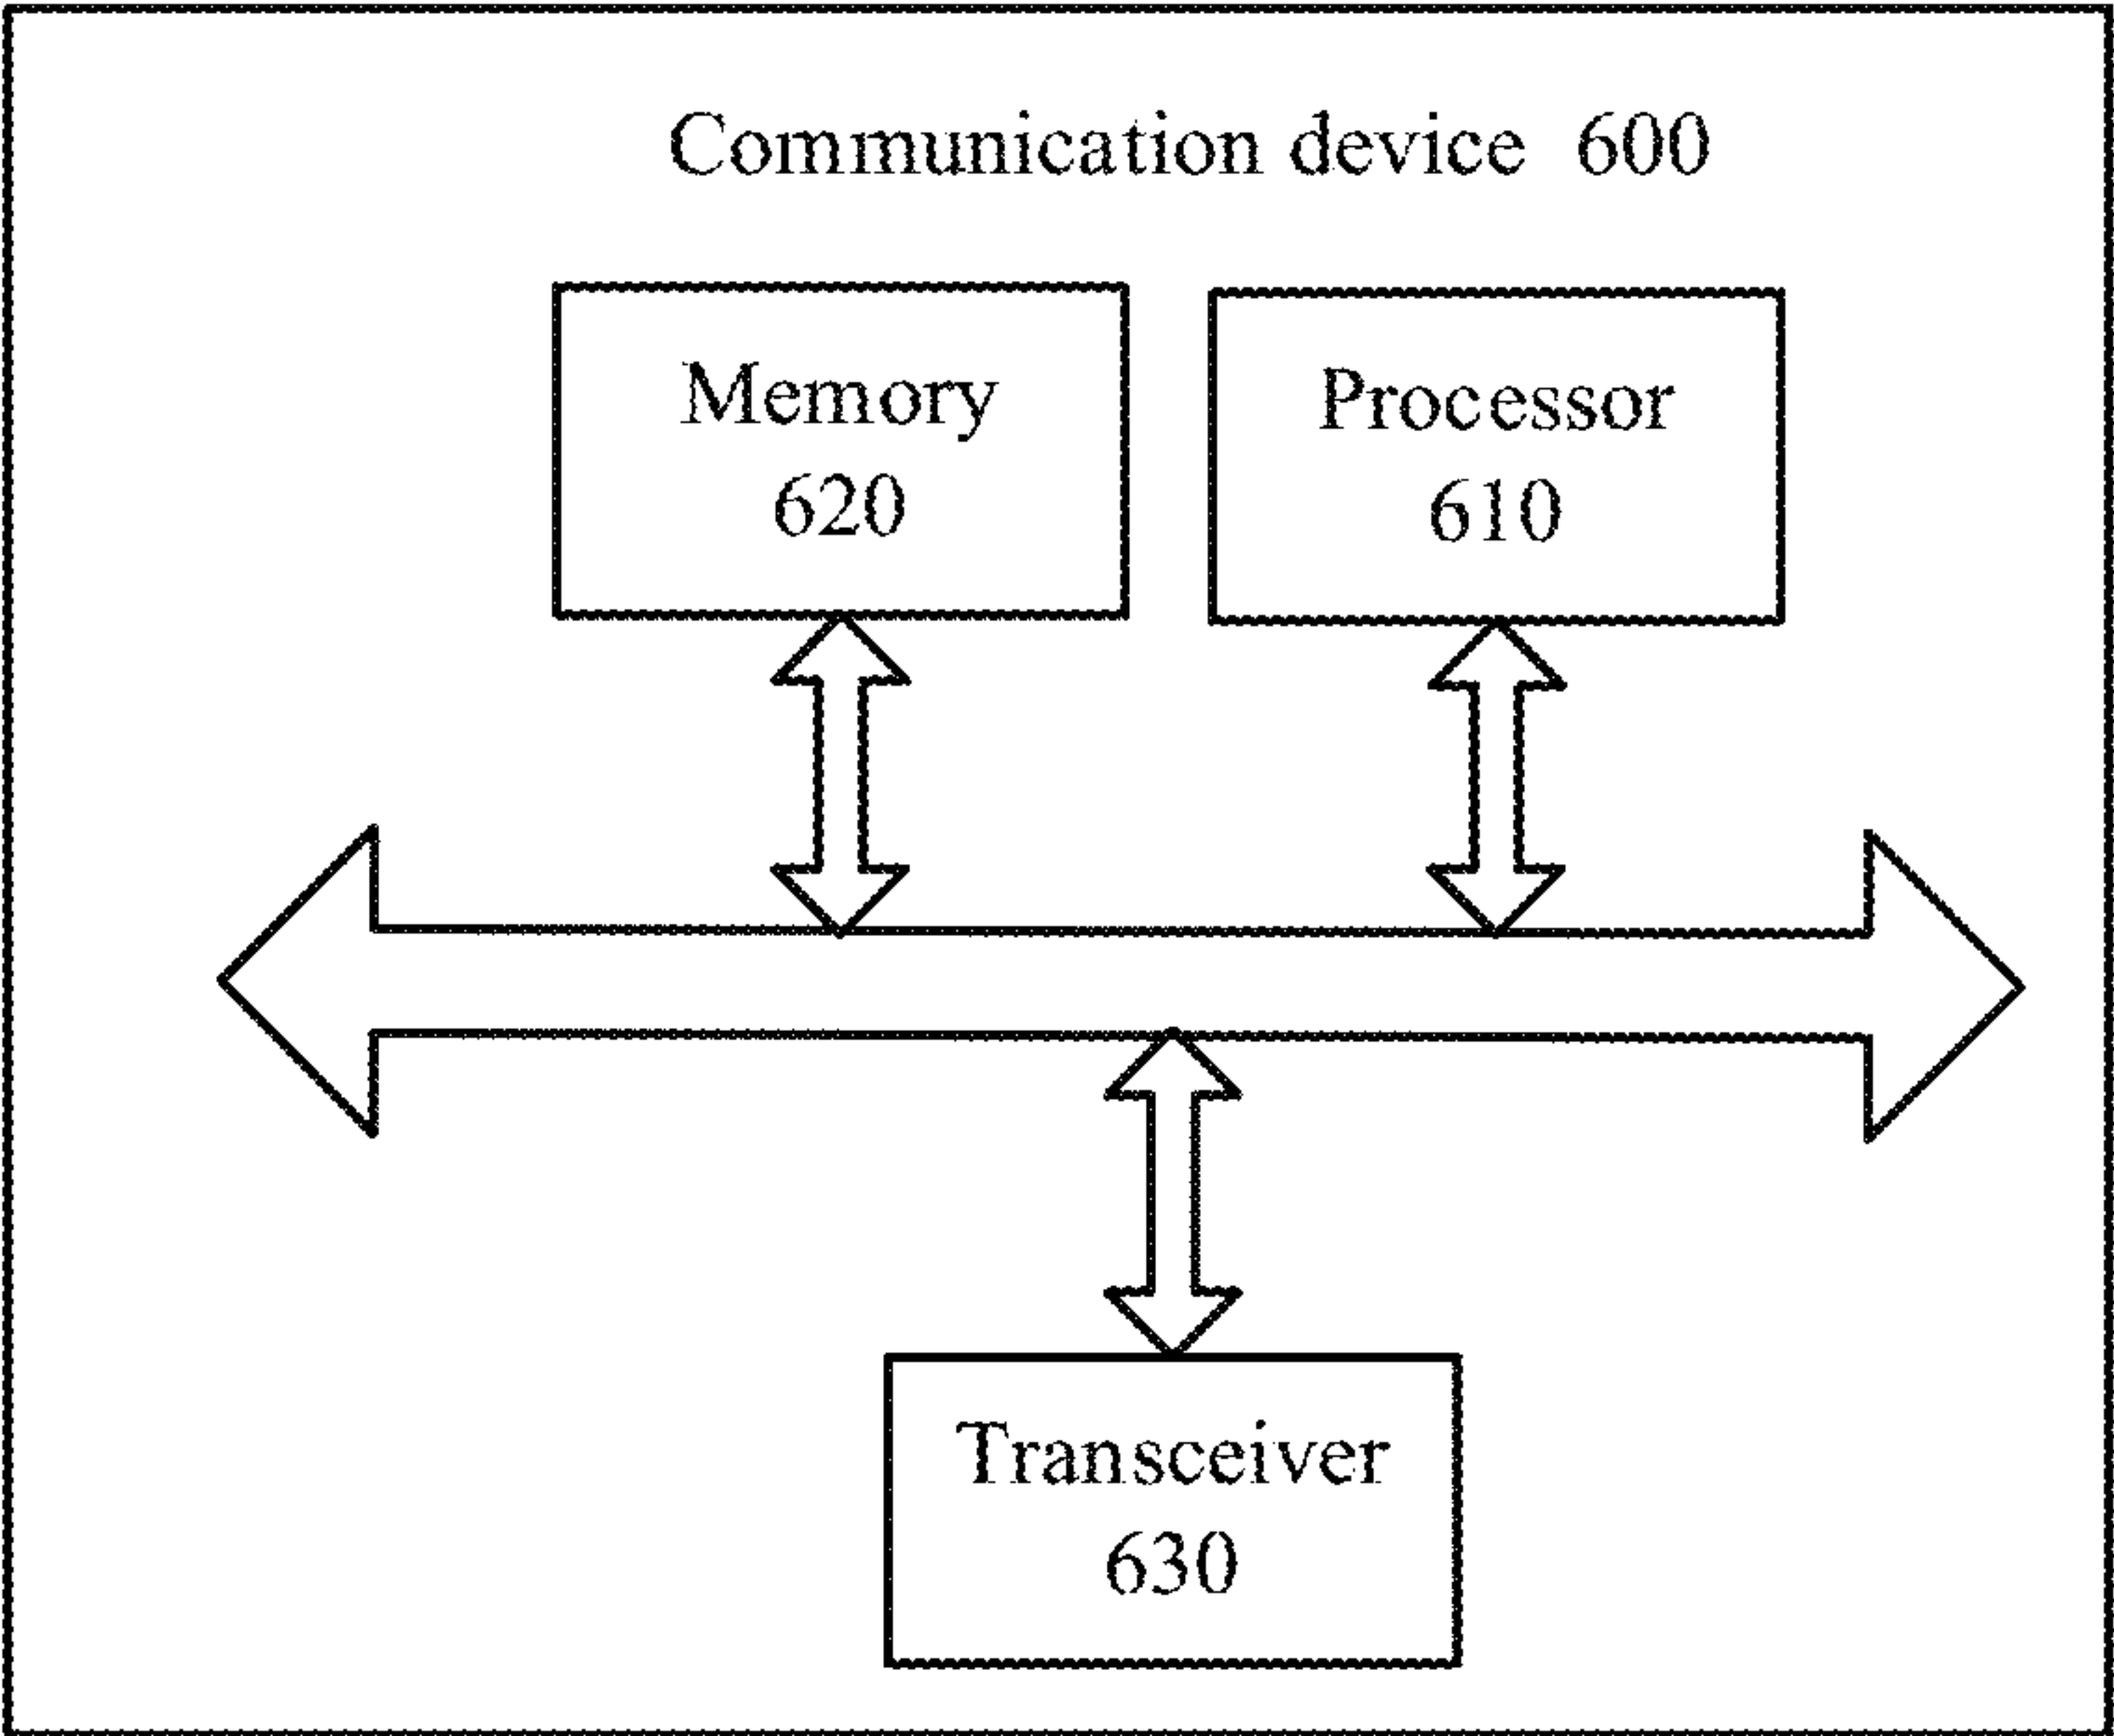 Communication device 600
Memory
620
Processor
610
Transceiver
630